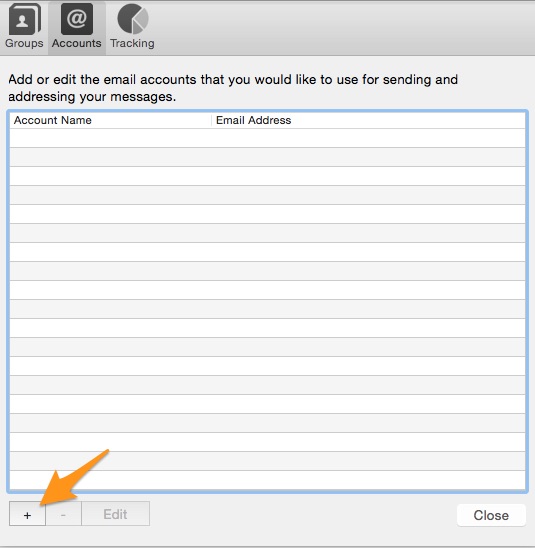 Groups Accounts Tracking
Add or edit the email accounts that you would like to use for sending and
addressing your messages.
Account Name Email Address
+ - Edit Close